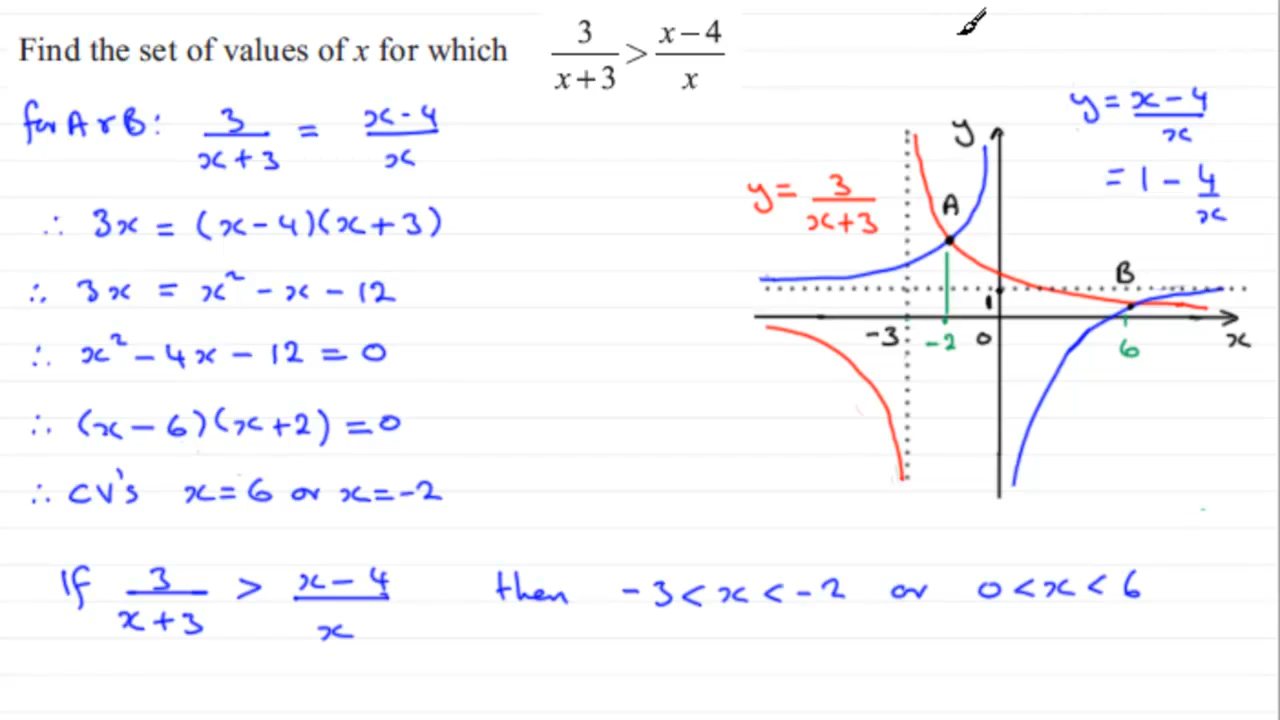 Find the set of values of x for which 3/(x+3) > (x−4)/x
for A & B: 3/(x+3) = (x-4)/x
∴ 3x = (x-4)(x+3)
∴ 3x = x² - x - 12
∴ x² - 4x - 12 = 0
∴ (x-6)(x+2) = 0
∴ CV's x = 6 or x = -2
If 3/(x+3) > (x-4)/x then -3 < x < -2 or 0 < x < 6
y = (x-4)/x
= 1 - 4/x
y = 3/(x+3)
y
A
B
1
-3 -2 0 6 x